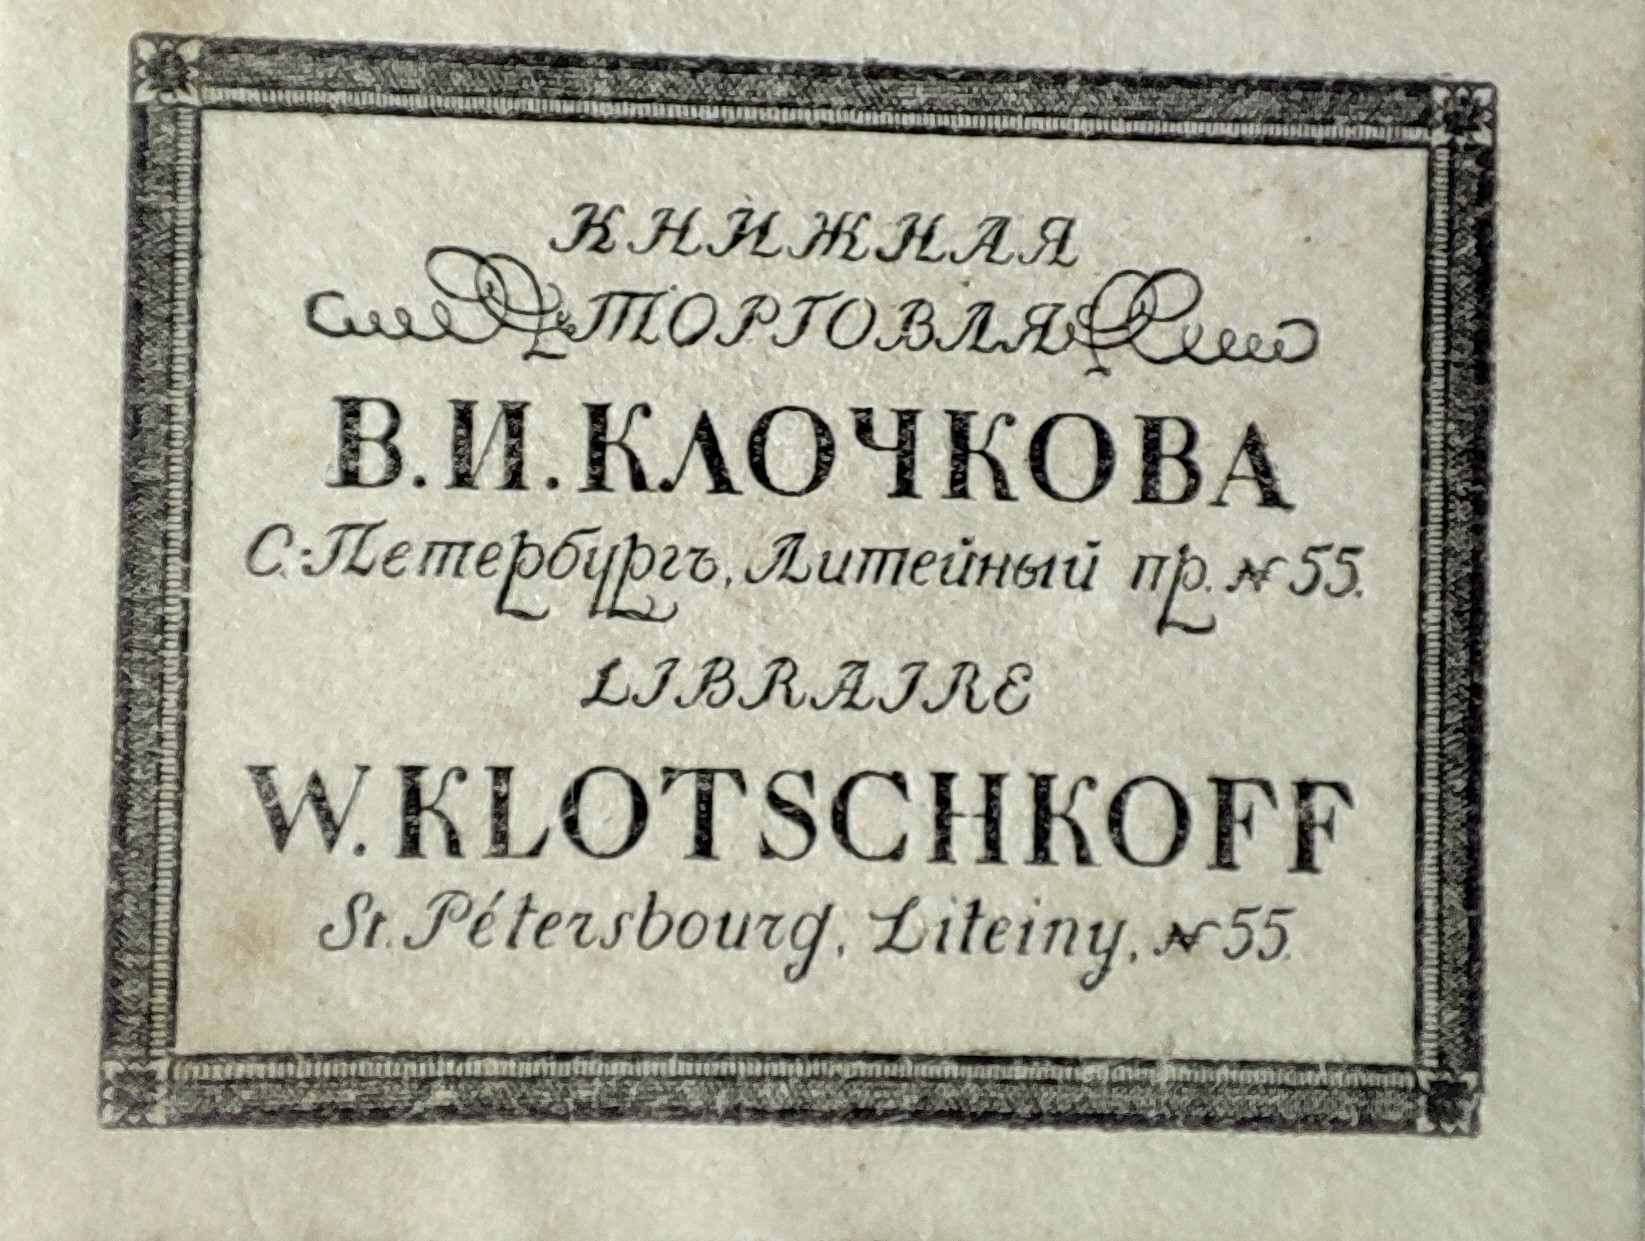 КНИЖНАЯ
ТОРГОВЛЯ
В. И. КЛОЧКОВА
С.-Петербургъ, Литейный пр. № 55.
LIBRAIRE
W. KLOTSCHKOFF
St. Pétersbourg, Liteiny, № 55.